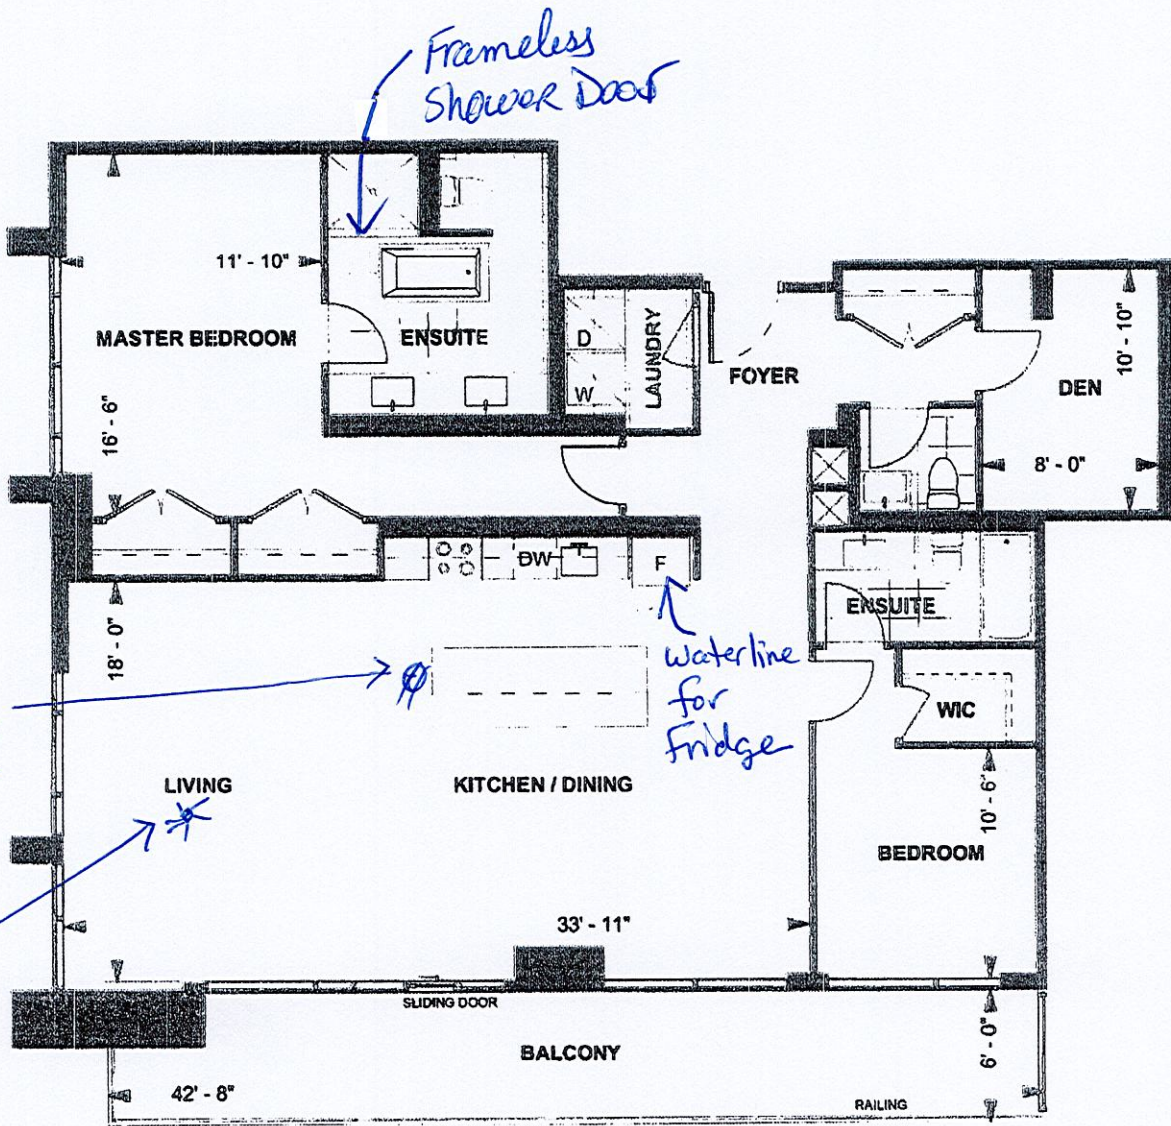 Frameless
Shower Door
11' - 10"
MASTER BEDROOM
ENSUITE
16' - 6"
D
W
LAUNDRY
FOYER
DEN
10' - 10"
8' - 0"
DW
F
ENSUITE
18' - 0"
waterline
for
Fridge
WIC
LIVING
KITCHEN / DINING
10' - 6"
BEDROOM
33' - 11"
SLIDING DOOR
BALCONY
6' - 0"
42' - 8"
RAILING